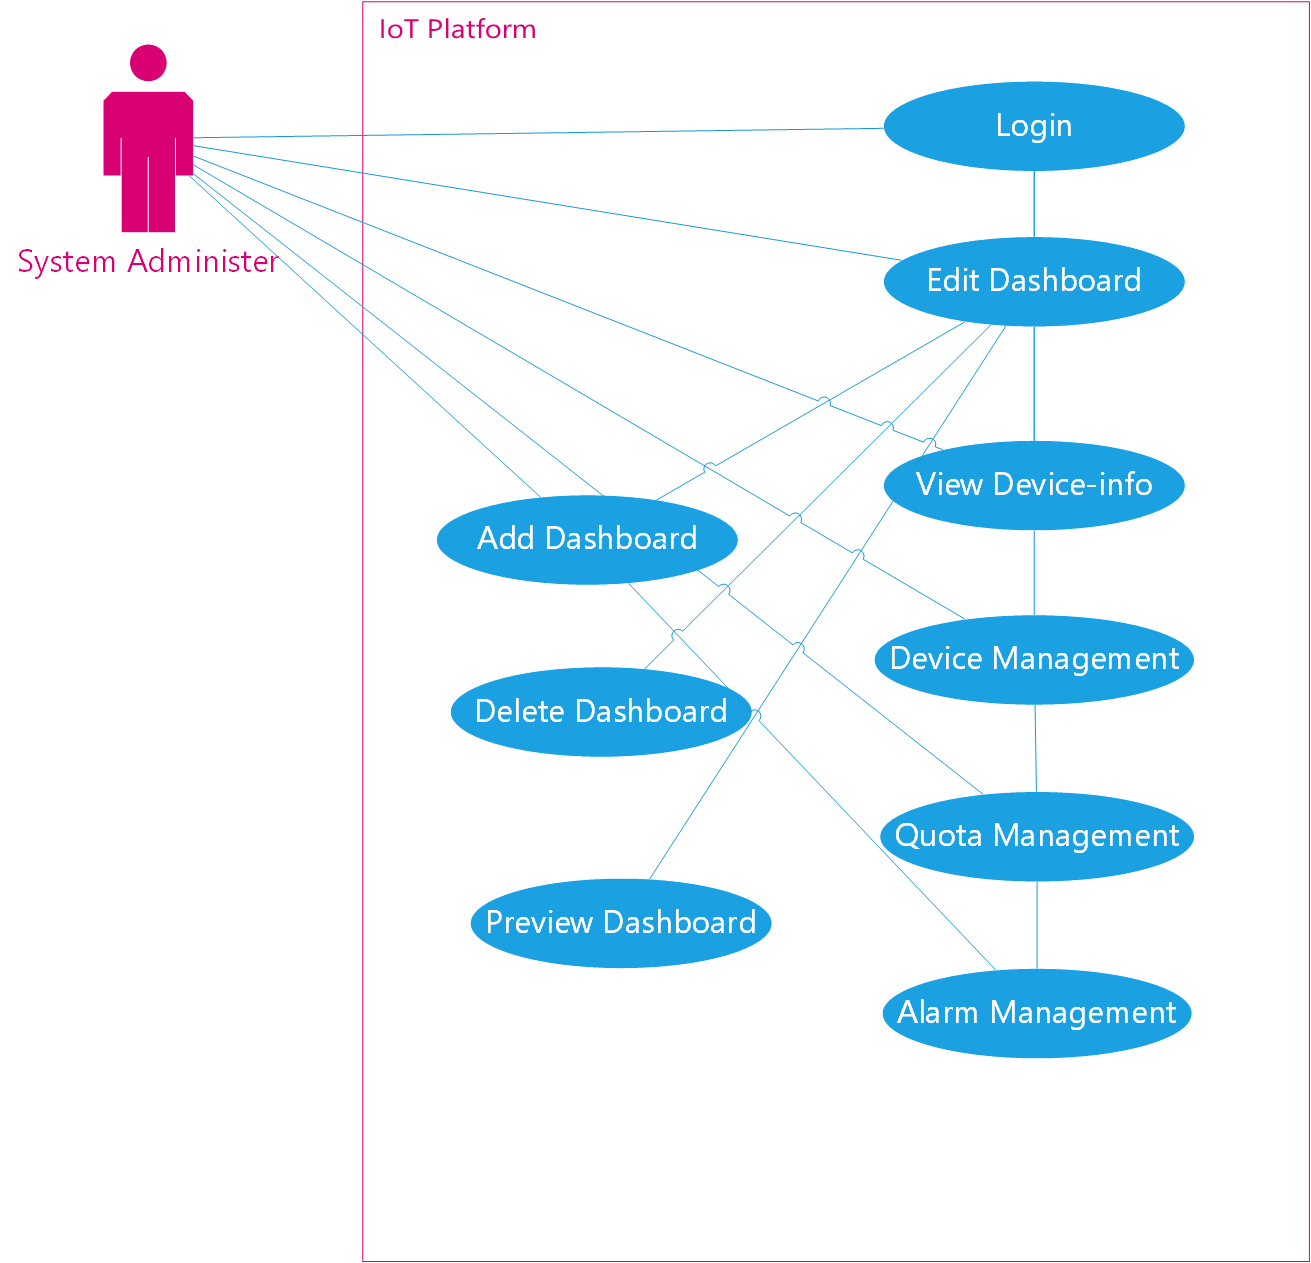 IoT Platform
Login
System Administer
Edit Dashboard
View Device-info
Add Dashboard
Device Management
Delete Dashboard
Quota Management
Preview Dashboard
Alarm Management